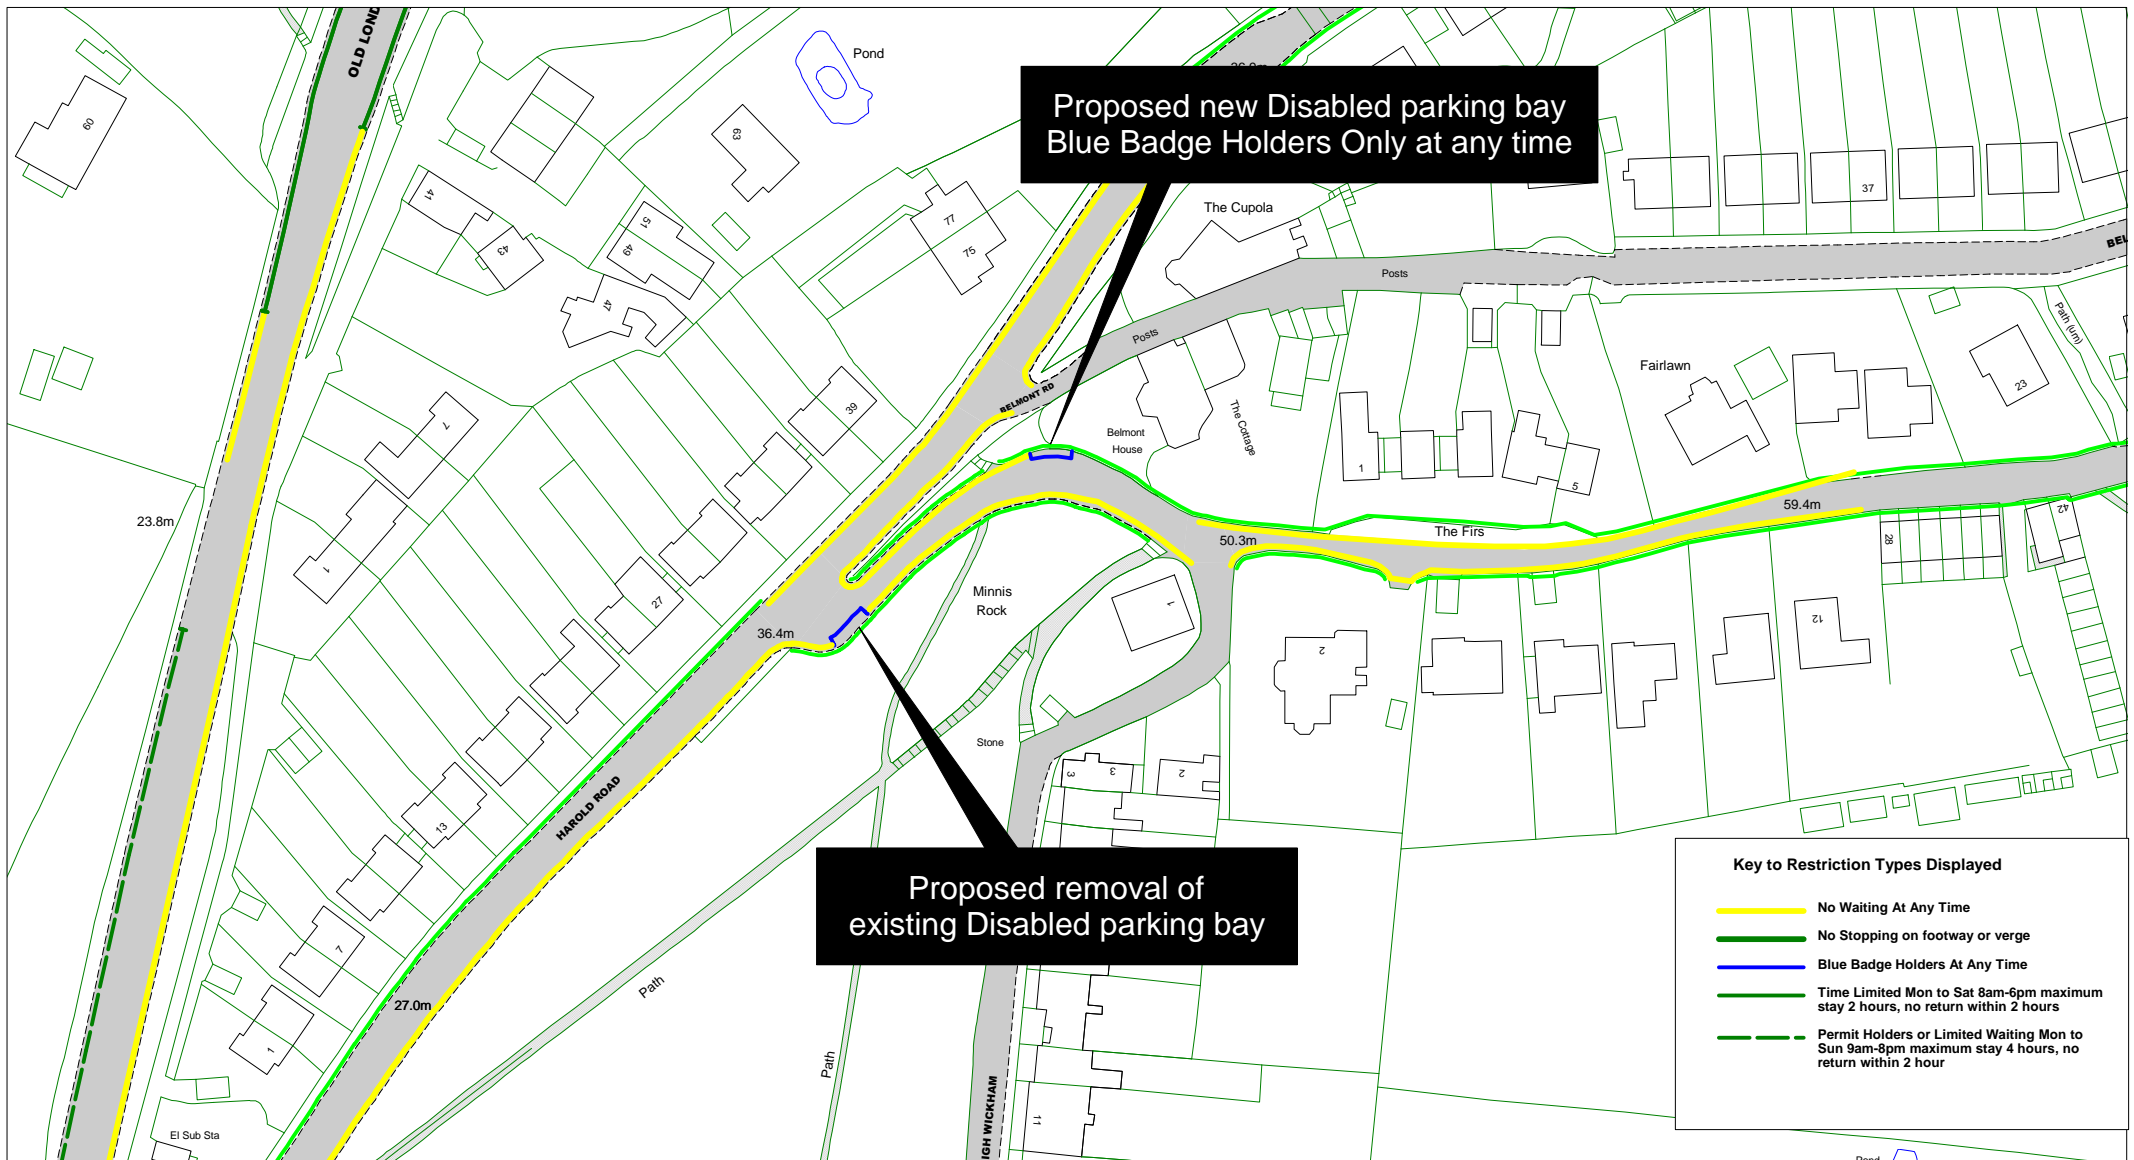 OLD LOND
Pond
36.0m
Proposed new Disabled parking bay
Blue Badge Holders Only at any time
60
63
41
43
51
49
47
77
75
The Cupola
37
BEL
Posts
Posts
Path (um)
BELMONT RD
Fairlawn
23
39
7
The Cottage
Belmont
House
1
5
23.8m
1
50.3m
The Firs
59.4m
42
28
27
36.4m
Minnis
Rock
1
2
12
Stone
3
3
2
13
HAROLD ROAD
Proposed removal of
existing Disabled parking bay
7
27.0m
Path
1
Path
IGH WICKHAM
11
El Sub Sta
Key to Restriction Types Displayed
No Waiting At Any Time
No Stopping on footway or verge
Blue Badge Holders At Any Time
Time Limited Mon to Sat 8am-6pm maximum
stay 2 hours, no return within 2 hours
Permit Holders or Limited Waiting Mon to
Sun 9am-8pm maximum stay 4 hours, no
return within 2 hour
Pond